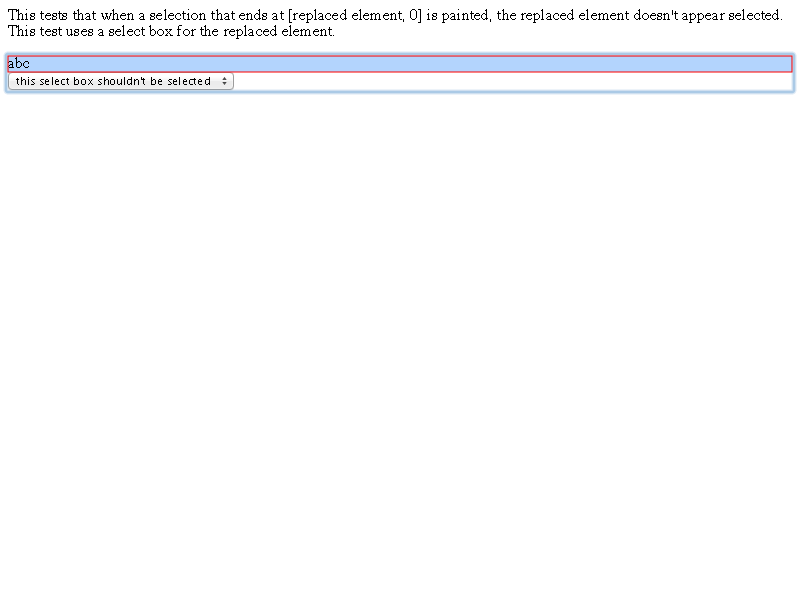 This tests that when a selection that ends at [replaced element, 0] is painted, the replaced element doesn't appear selected.
This test uses a select box for the replaced element.
abc
this select box shouldn't be selected